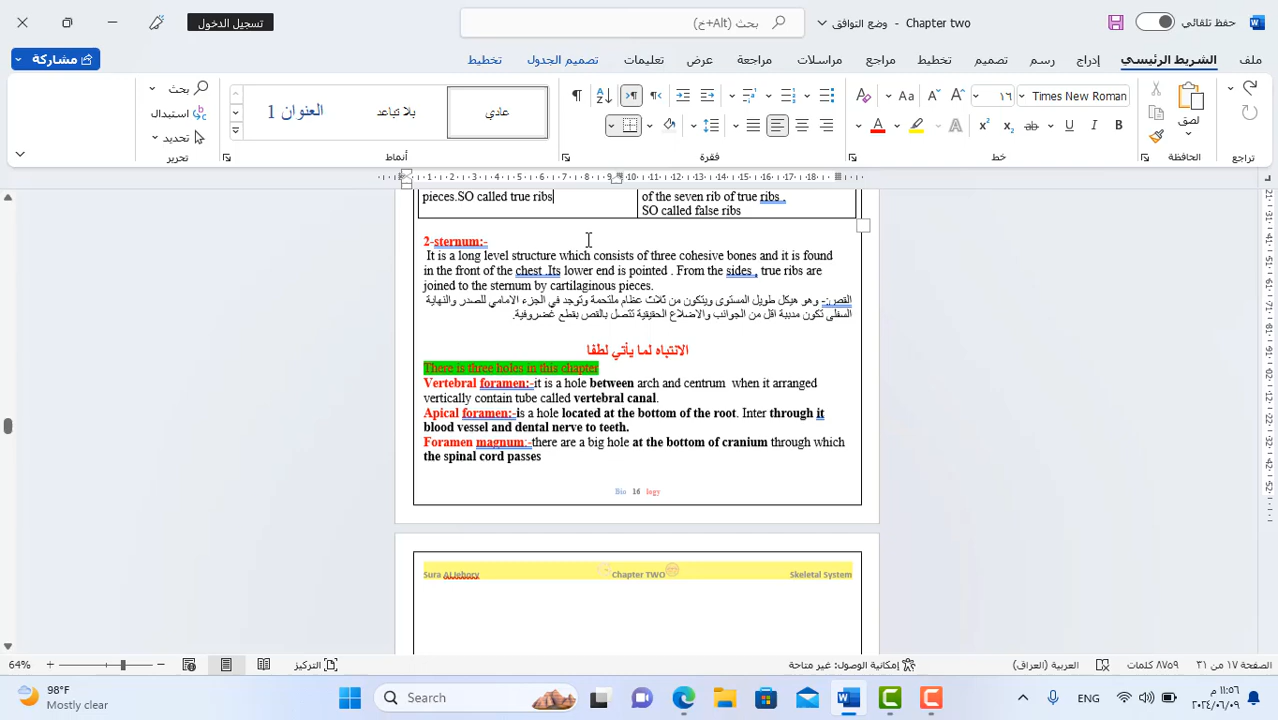 تسجيل الدخول
بحث (Alt+خ)
وضع التوافق - Chapter two
حفظ تلقائي
ملف الشريط الرئيسي إدراج رسم تصميم تخطيط مراجع مراسلات مراجعة عرض تعليمات تصميم الجدول تخطيط
مشاركة
بحث
استبدال
تحديد
العنوان 1
بلا تباعد
عادي
١٦
Times New Roman
لصق
تحرير
أنماط
فقرة
خط
الحافظة
تراجع
pieces.SO called true ribs
of the seven rib of true ribs ,
SO called false ribs
2-sternum:-
It is a long level structure which consists of three cohesive bones and it is found
in the front of the chest .Its lower end is pointed . From the sides , true ribs are
joined to the sternum by cartilaginous pieces.
القص:- وهو هيكل طويل المستوى ويتكون من ثلاث عظام ملتحمة وتوجد في الجزء الامامي للصدر والنهاية
السفلى تكون مدببة اقل من الجوانب والاضلاع الحقيقية تتصل بالقص بقطع غضروفية.
الانتباه لما يأتي لطفا
There is three holes in this chapter
Vertebral foramen:-it is a hole between arch and centrum when it arranged
vertically contain tube called vertebral canal.
Apical foramen:-is a hole located at the bottom of the root. Inter through it
blood vessel and dental nerve to teeth.
Foramen magnum:-there are a big hole at the bottom of cranium through which
the spinal cord passes
Bio 16 logy
Sura ALJebory Chapter TWO Skeletal System
64%
التركيز
إمكانية الوصول: غير متاحة
العربية (العراق)
٨٧٥٩ كلمات
الصفحة ١٧ من ٣١
98°F
Mostly clear
Search
ENG
١١:٥٦ م
٢٠٢٤/٠٦/٠٩